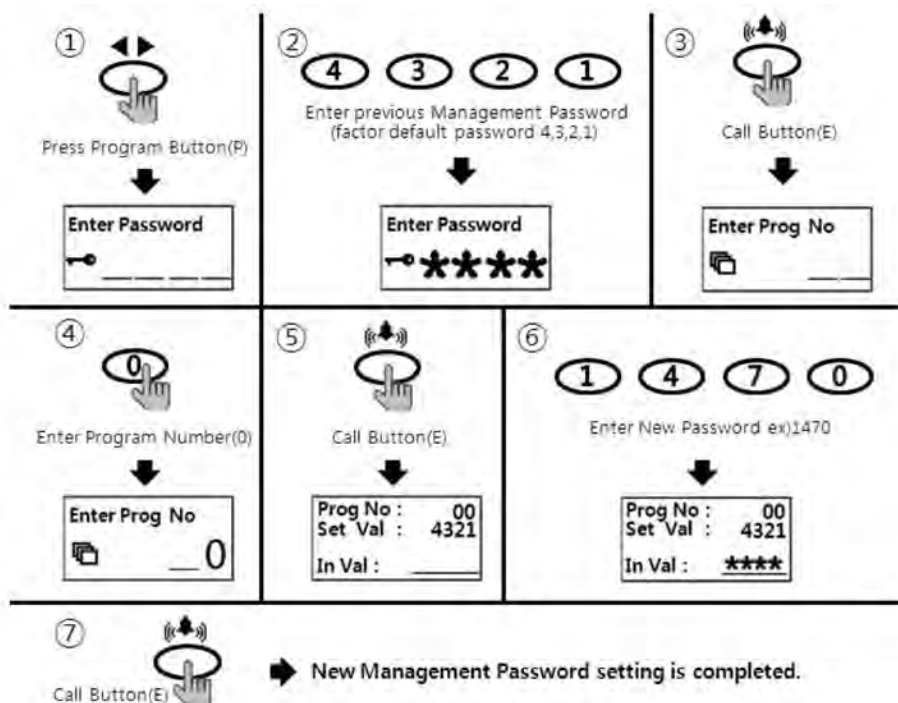 ①
Press Program Button(P)
Enter Password
②
4 3 2 1
Enter previous Management Password
(factor default password 4,3,2,1)
Enter Password
****
③
Call Button(E)
Enter Prog No
④
0
Enter Program Number(0)
Enter Prog No
_0
⑤
Call Button(E)
Prog No : 00
Set Val : 4321
In Val :
⑥
1 4 7 0
Enter New Password ex)1470
Prog No : 00
Set Val : 4321
In Val : ****
⑦
Call Button(E)
New Management Password setting is completed.